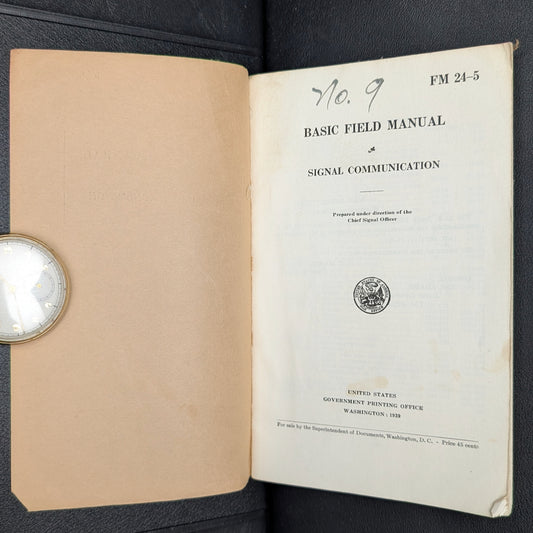 No. 9
FM 24–5
BASIC FIELD MANUAL
SIGNAL COMMUNICATION
Prepared under direction of the
Chief Signal Officer
UNITED STATES
GOVERNMENT PRINTING OFFICE
WASHINGTON : 1939
For sale by the Superintendent of Documents, Washington, D. C. - Price 45 cents